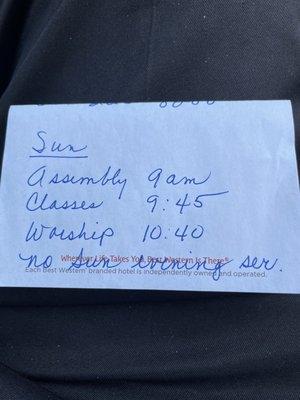 Sun
Assembly 9am
Classes 9:45
Worship 10:40
Wherever Life Takes You, Best Western Is There®
no Sun evening ser.
Each Best Western® branded hotel is independently owned and operated.